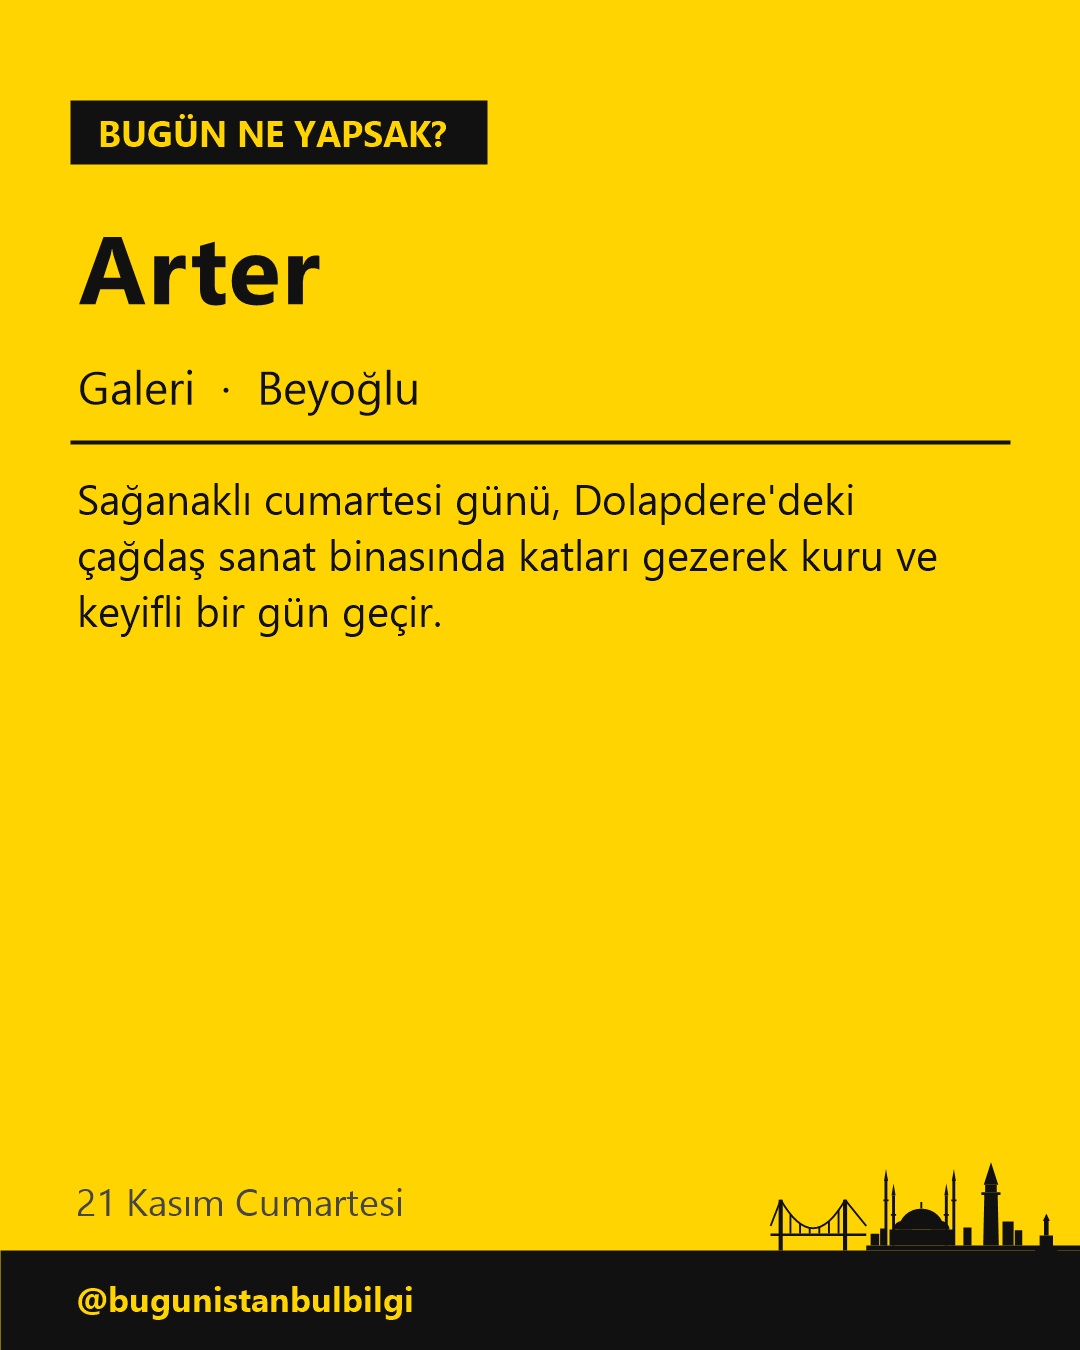 BUGÜN NE YAPSAK?
Arter
Galeri · Beyoğlu
Sağanaklı cumartesi günü, Dolapdere'deki
çağdaş sanat binasında katları gezerek kuru ve
keyifli bir gün geçir.
21 Kasım Cumartesi
@bugunistanbulbilgi